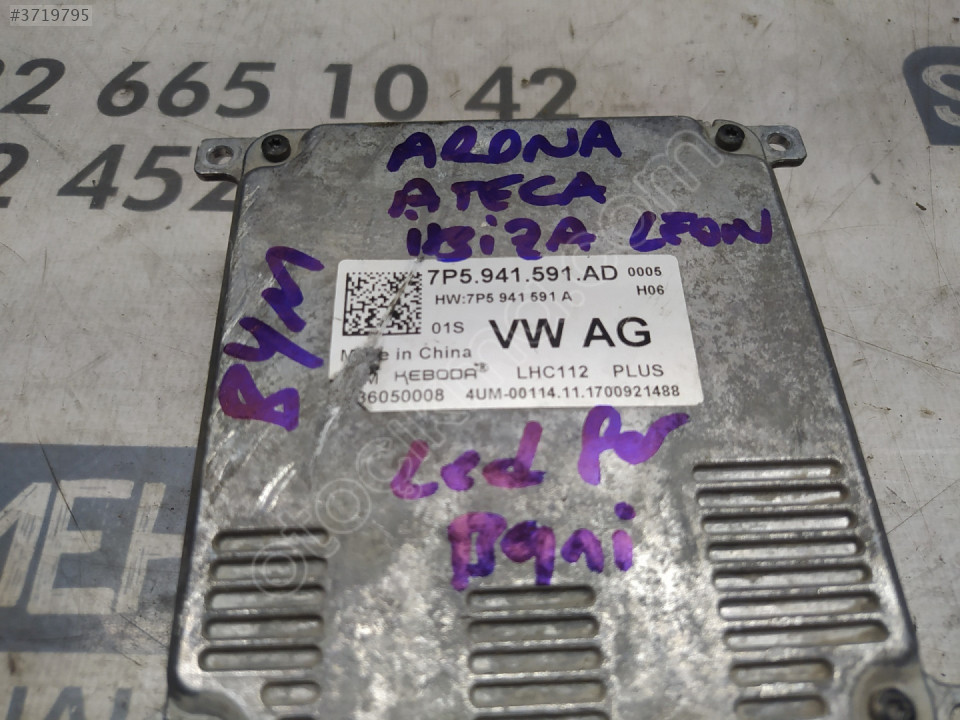 #3719795
2 665 10 42
2 452
ARONA
ATECA
iBiZA LEON
7P5.941.591.AD 0005
HW:7P5 941 591 A H06
01S VW AG
Made in China
KEBODA® LHC112 PLUS
36050008 4UM-00114.11.1700921488
Led
MEH